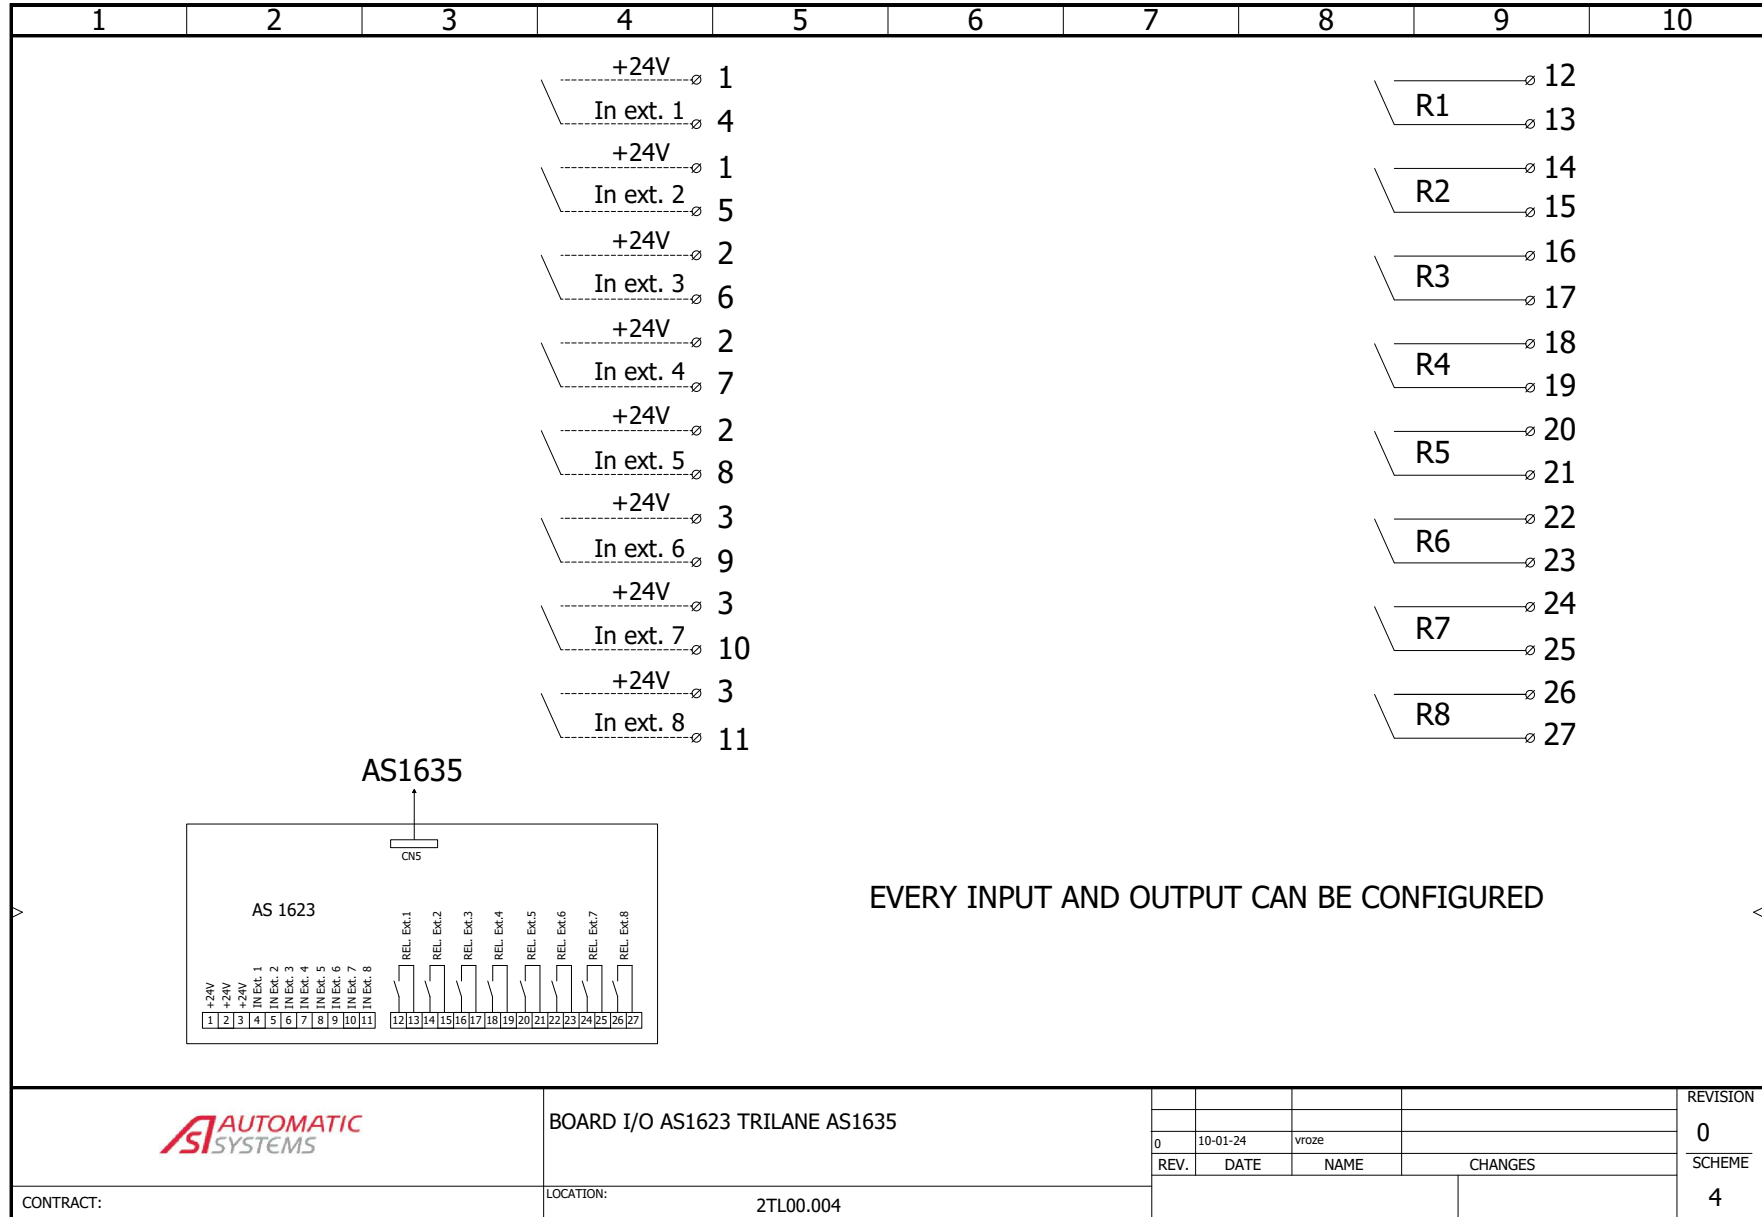 1 2 3 4 5 6 7 8 9 10
+24V 1
In ext. 1 4
+24V 1
In ext. 2 5
+24V 2
In ext. 3 6
+24V 2
In ext. 4 7
+24V 2
In ext. 5 8
+24V 3
In ext. 6 9
+24V 3
In ext. 7 10
+24V 3
In ext. 8 11
12
R1
13
14
R2
15
16
R3
17
18
R4
19
20
R5
21
22
R6
23
24
R7
25
26
R8
27
AS1635
CN5
AS 1623
+24V
+24V
+24V
IN Ext. 1
IN Ext. 2
IN Ext. 3
IN Ext. 4
IN Ext. 5
IN Ext. 6
IN Ext. 7
IN Ext. 8
REL. Ext.1
REL. Ext.2
REL. Ext.3
REL. Ext.4
REL. Ext.5
REL. Ext.6
REL. Ext.7
REL. Ext.8
1 2 3 4 5 6 7 8 9 10 11
12 13 14 15 16 17 18 19 20 21 22 23 24 25 26 27
EVERY INPUT AND OUTPUT CAN BE CONFIGURED
AUTOMATIC
SYSTEMS
CONTRACT:
BOARD I/O AS1623 TRILANE AS1635
LOCATION:
2TL00.004
0 10-01-24 vroze
REV. DATE NAME CHANGES
REVISION
0
SCHEME
4